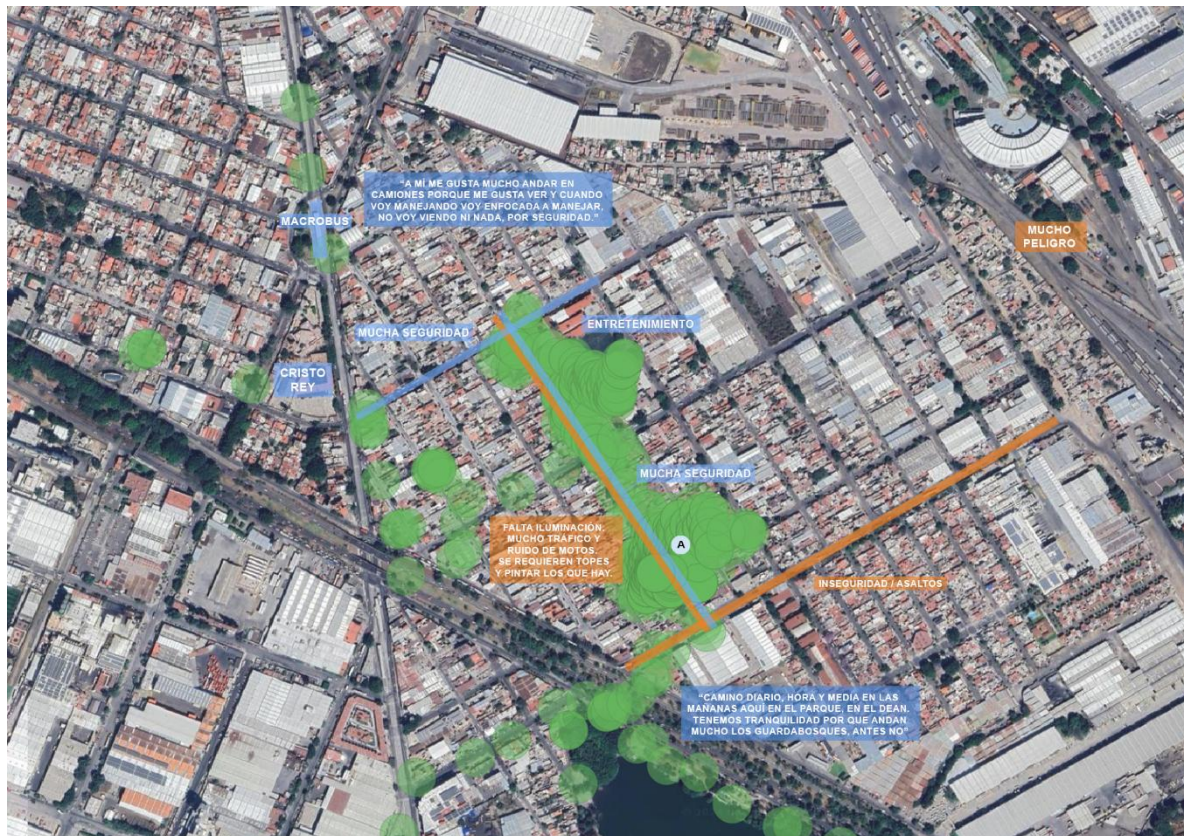 “A MÍ ME GUSTA MUCHO ANDAR EN
CAMIONES PORQUE ME GUSTA VER Y CUANDO
VOY MANEJANDO VOY ENFOCADA A MANEJAR.
NO VOY VIENDO NI NADA, POR SEGURIDAD.”
MACROBUS
MUCHO
PELIGRO
MUCHA SEGURIDAD
ENTRETENIMIENTO
CRISTO
REY
MUCHA SEGURIDAD
FALTA ILUMINACIÓN;
MUCHO TRÁFICO Y
RUIDO DE MOTOS.
SE REQUIEREN TOPES
Y PINTAR LOS QUE HAY.
A
INSEGURIDAD / ASALTOS
“CAMINO DIARIO, HORA Y MEDIA EN LAS
MAÑANAS AQUÍ EN EL PARQUE, EN EL DEAN.
TENEMOS TRANQUILIDAD POR QUE ANDAN
MUCHO LOS GUARDABOSQUES, ANTES NO”